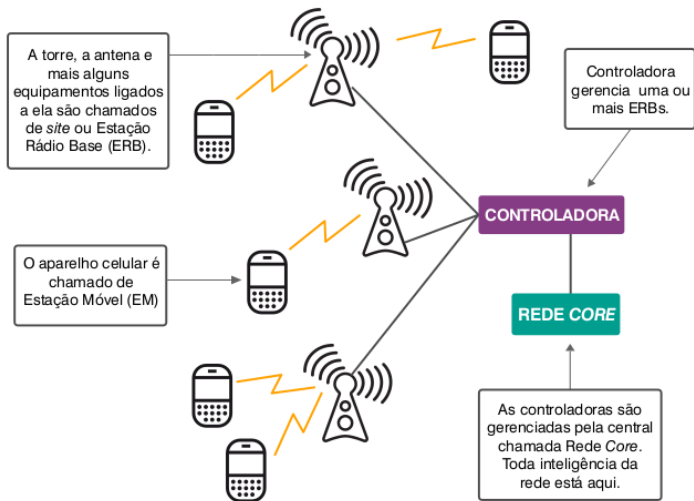 A torre, a antena e
mais alguns
equipamentos ligados
a ela são chamados
de site ou Estação
Rádio Base (ERB).
Controladora
gerencia uma ou
mais ERBs.
CONTROLADORA
O aparelho celular é
chamado de
Estação Móvel (EM)
REDE CORE
As controladoras são
gerenciadas pela central
chamada Rede Core.
Toda inteligência da
rede está aqui.